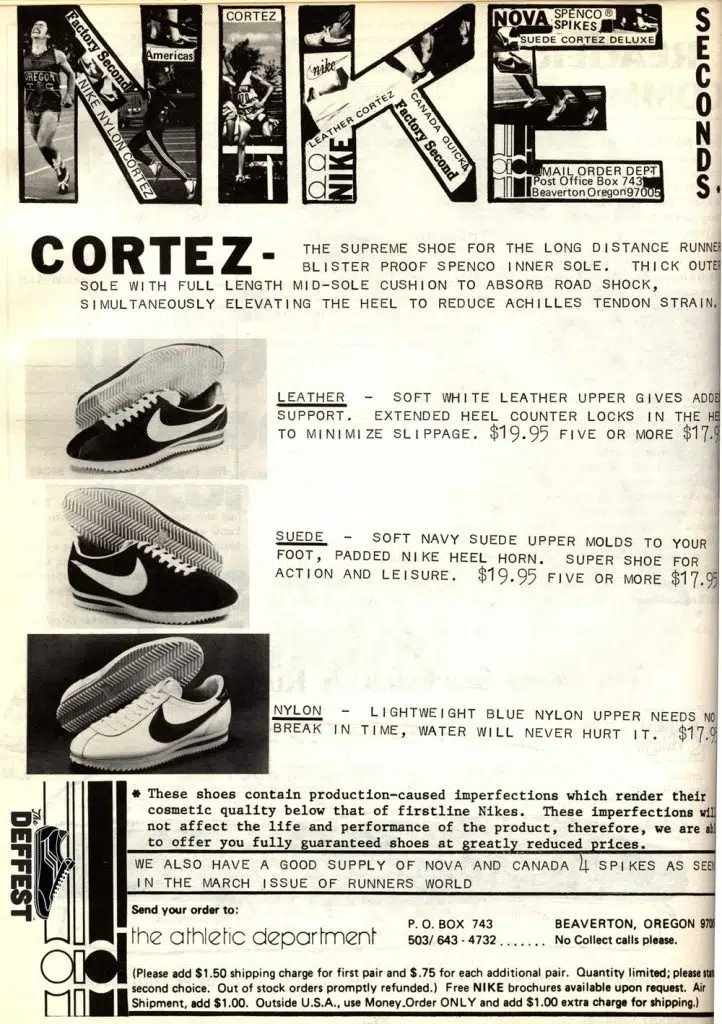 NIKE
SECONDS.
OREGON
Factory Second
NIKE NYLON CORTEZ
Americas
CORTEZ
nike
LEATHER CORTEZ
NIKE
CANADA QUICKA
Factory Second
NOVA SPENCO®
SPIKES
SUEDE CORTEZ DELUXE
MAIL ORDER DEPT
Post Office Box 743
Beaverton Oregon 97005
CORTEZ- THE SUPREME SHOE FOR THE LONG DISTANCE RUNNE
BLISTER PROOF SPENCO INNER SOLE. THICK OUTE
SOLE WITH FULL LENGTH MID-SOLE CUSHION TO ABSORB ROAD SHOCK,
SIMULTANEOUSLY ELEVATING THE HEEL TO REDUCE ACHILLES TENDON STRAIN.
LEATHER - SOFT WHITE LEATHER UPPER GIVES ADDE
SUPPORT. EXTENDED HEEL COUNTER LOCKS IN THE HE
TO MINIMIZE SLIPPAGE. $19.95 FIVE OR MORE $17.9
SUEDE - SOFT NAVY SUEDE UPPER MOLDS TO YOUR
FOOT, PADDED NIKE HEEL HORN. SUPER SHOE FOR
ACTION AND LEISURE. $19.95 FIVE OR MORE $17.95
NYLON - LIGHTWEIGHT BLUE NYLON UPPER NEEDS NO
BREAK IN TIME, WATER WILL NEVER HURT IT. $17.9
* These shoes contain production-caused imperfections which render their
cosmetic quality below that of firstline Nikes. These imperfections wil
not affect the life and performance of the product, therefore, we are ab
to offer you fully guaranteed shoes at greatly reduced prices.
WE ALSO HAVE A GOOD SUPPLY OF NOVA AND CANADA 4 SPIKES AS SEE
IN THE MARCH ISSUE OF RUNNERS WORLD
The DEFFEST
Send your order to:
the athletic department
P. O. BOX 743
503/ 643 - 4732 .......
BEAVERTON, OREGON 970
No Collect calls please.
(Please add $1.50 shipping charge for first pair and $.75 for each additional pair. Quantity limited; please stat
second choice. Out of stock orders promptly refunded.) Free NIKE brochures available upon request. Air
Shipment, add $1.00. Outside U.S.A., use Money Order ONLY and add $1.00 extra charge for shipping.)